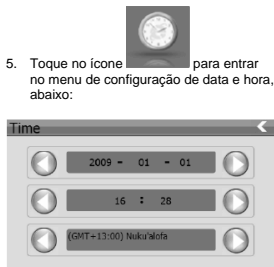 5. Toque no ícone para entrar
no menu de configuração de data e hora,
abaixo:
Time
2009 - 01 - 01
16 : 28
(GMT+13:00) Nuku'alofa